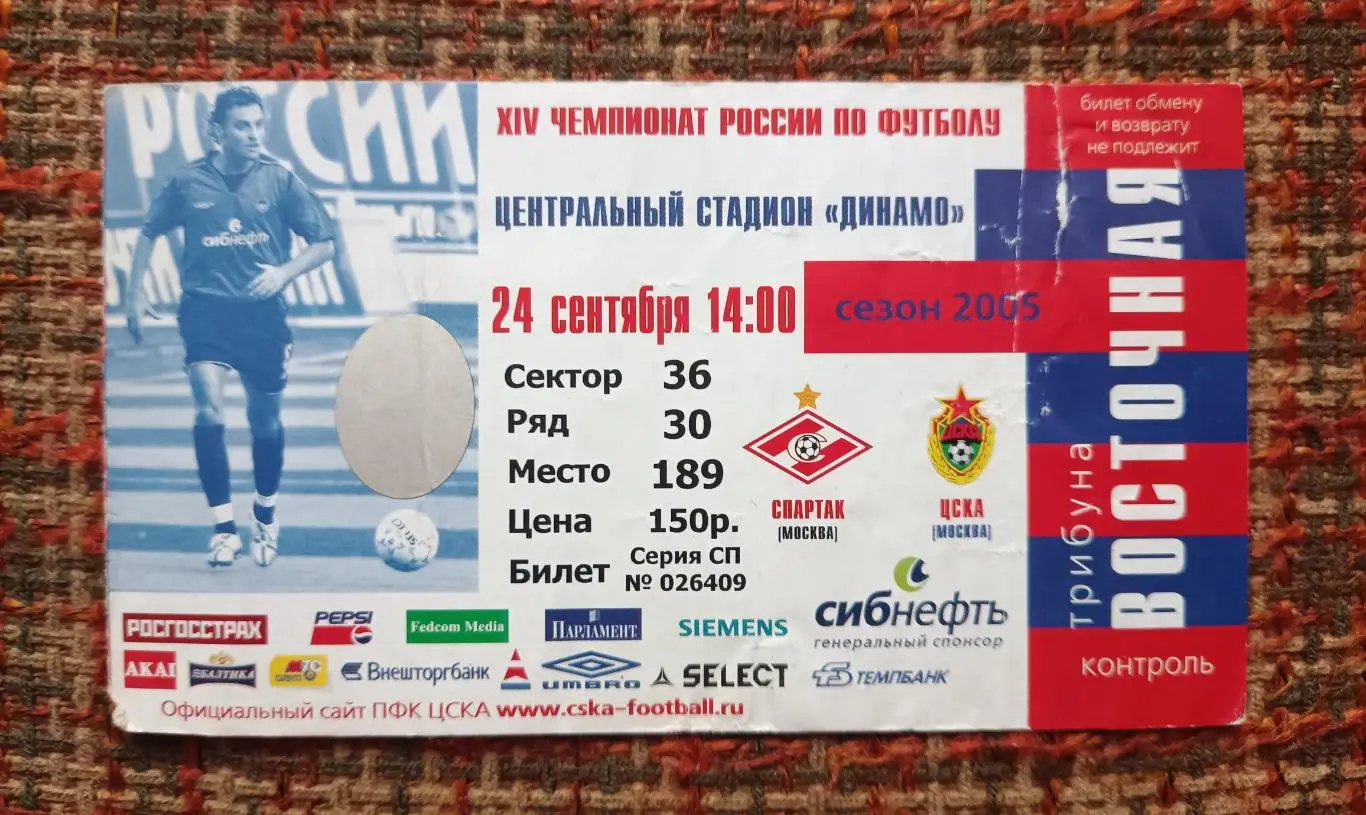 РОССИИ
сибнефть
XIV ЧЕМПИОНАТ РОССИИ ПО ФУТБОЛУ
ЦЕНТРАЛЬНЫЙ СТАДИОН «ДИНАМО»
24 сентября 14:00
сезон 2005
Сектор 36
Ряд 30
Место 189
Цена 150р.
Билет Серия СП
№ 026409
СПАРТАК
(МОСКВА)
ЦСКА
ЦСКА
(МОСКВА)
СИБНЕФТЬ
генеральный спонсор
РОСГОССТРАХ
PEPSI
Fedcom Media
ПАРЛАМЕНТ
SIEMENS
AKAI
БАЛТИКА
ВНЕШТОРГБАНК
UMBRO
SELECT
ТЕМПБАНК
Официальный сайт ПФК ЦСКА www.cska-football.ru
билет обмену
и возврату
не подлежит
трибуна
ВОСТОЧНАЯ
контроль